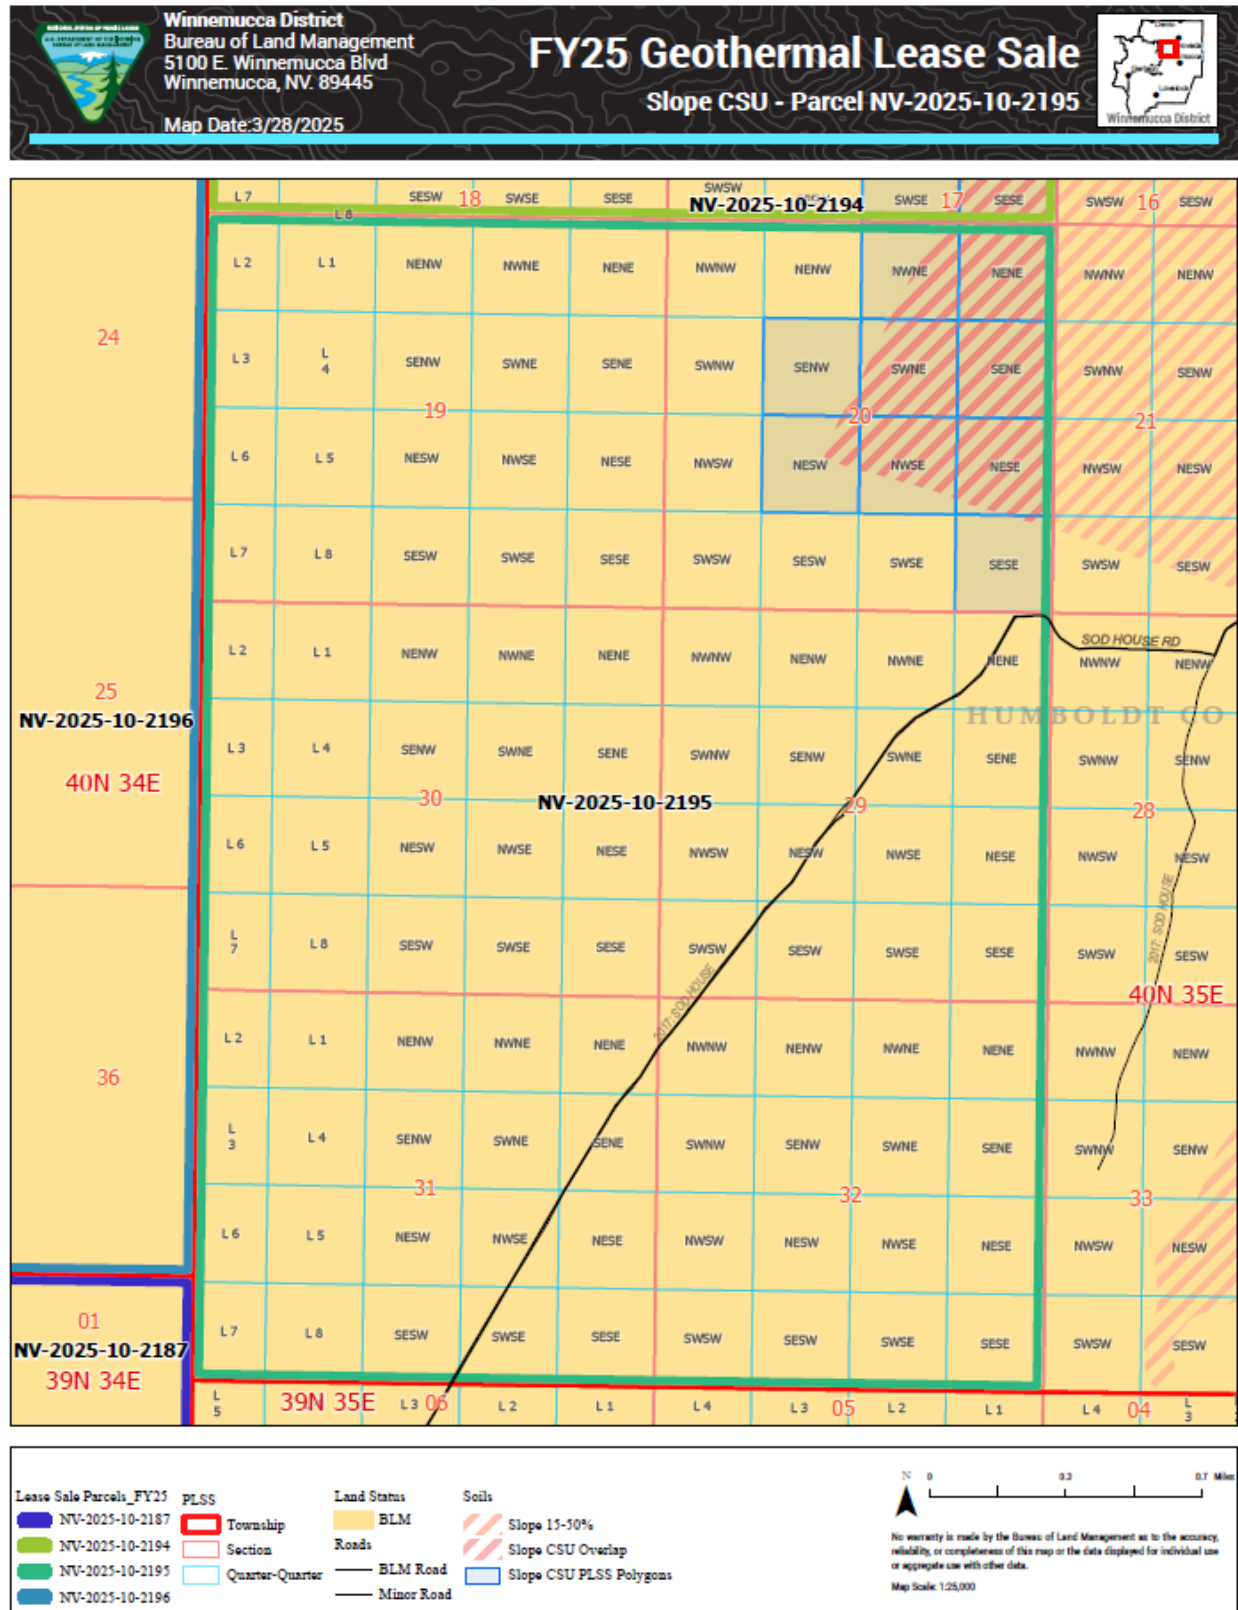 Winnemucca District
Bureau of Land Management
5100 E. Winnemucca Blvd
Winnemucca, NV. 89445
Map Date:3/28/2025
FY25 Geothermal Lease Sale
Slope CSU - Parcel NV-2025-10-2195
Winnemucca District
L 7 SESW 18 SWSE SESE SWSW SWSE 17 SESE SWSW 16 SESW
NV-2025-10-2194
L 8
L 2 L 1 NENW NWNE NENE NWNW NENW NWNE NENE NWNW NENW
24
L 3 L 4 SENW SWNE SENE SWNW SENW SWNE SENE SWNW SENW
19 20 21
L 6 L 5 NESW NWSE NESE NWSW NESW NWSE NESE NWSW NESW
L 7 L 8 SESW SWSE SESE SWSW SESW SWSE SESE SWSW SESW
SOD HOUSE RD
L 2 L 1 NENW NWNE NENE NWNW NENW NWNE NENE NWNW NENW
25
NV-2025-10-2196
HUMBOLDT CO
L 3 L 4 SENW SWNE SENE SWNW SENW SWNE SENE SWNW SENW
40N 34E
30 NV-2025-10-2195 29 28
L 6 L 5 NESW NWSE NESE NWSW NESW NWSE NESE NWSW NESW
2017: SOD HOUSE
L 7 L 8 SESW SWSE SESE SWSW SESW SWSE SESE SWSW SESW
2017: SOD HOUSE
40N 35E
L 2 L 1 NENW NWNE NENE NWNW NENW NWNE NENE NWNW NENW
36
L 3 L 4 SENW SWNE SENE SWNW SENW SWNE SENE SWNW SENW
31 32 33
L 6 L 5 NESW NWSE NESE NWSW NESW NWSE NESE NWSW NESW
L 7 L 8 SESW SWSE SESE SWSW SESW SWSE SESE SWSW SESW
01
NV-2025-10-2187
39N 34E
L 5 39N 35E L 3 06 L 2 L 1 L 4 L 3 05 L 2 L 1 L 4 04 L 3
Lease Sale Parcels_FY25
NV-2025-10-2187
NV-2025-10-2194
NV-2025-10-2195
NV-2025-10-2196
PLSS
Township
Section
Quarter-Quarter
Land Status
BLM
Roads
BLM Road
Minor Road
Soils
Slope 15-50%
Slope CSU Overlap
Slope CSU PLSS Polygons
N
0 0.3 0.7 Miles
No warranty is made by the Bureau of Land Management as to the accuracy,
reliability, or completeness of this map or the data displayed for individual use
or aggregate use with other data.
Map Scale: 1:25,000